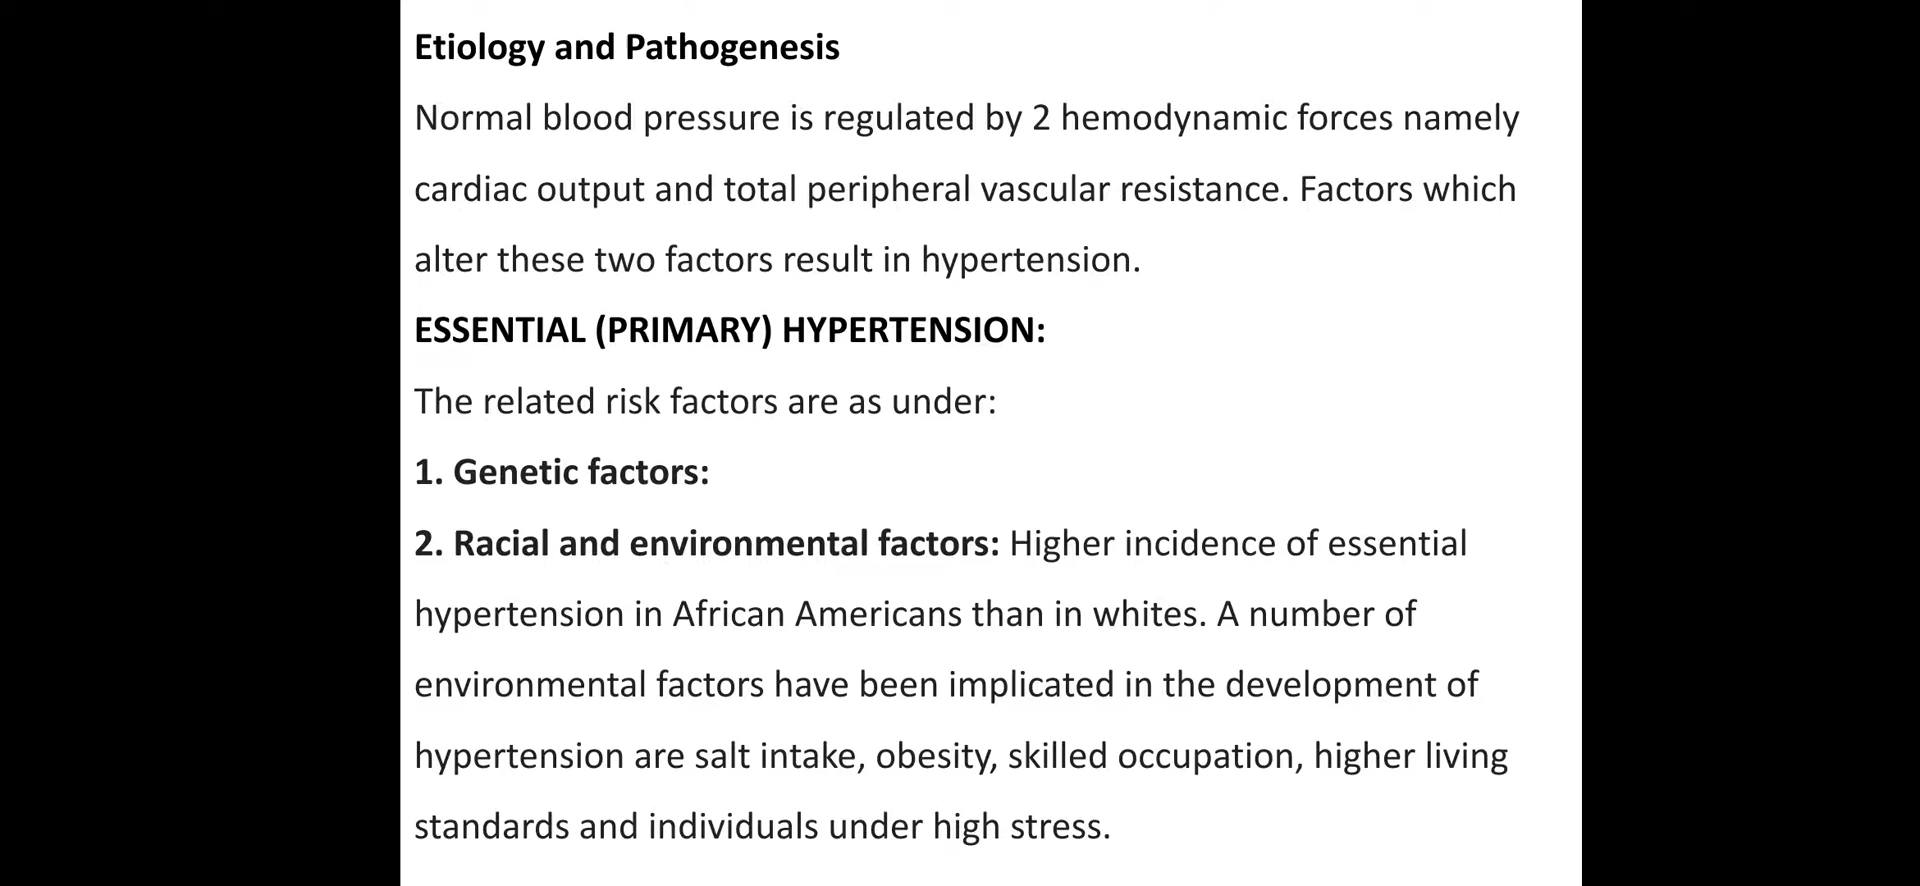 Etiology and Pathogenesis
Normal blood pressure is regulated by 2 hemodynamic forces namely
cardiac output and total peripheral vascular resistance. Factors which
alter these two factors result in hypertension.
ESSENTIAL (PRIMARY) HYPERTENSION:
The related risk factors are as under:
1. Genetic factors:
2. Racial and environmental factors: Higher incidence of essential
hypertension in African Americans than in whites. A number of
environmental factors have been implicated in the development of
hypertension are salt intake, obesity, skilled occupation, higher living
standards and individuals under high stress.